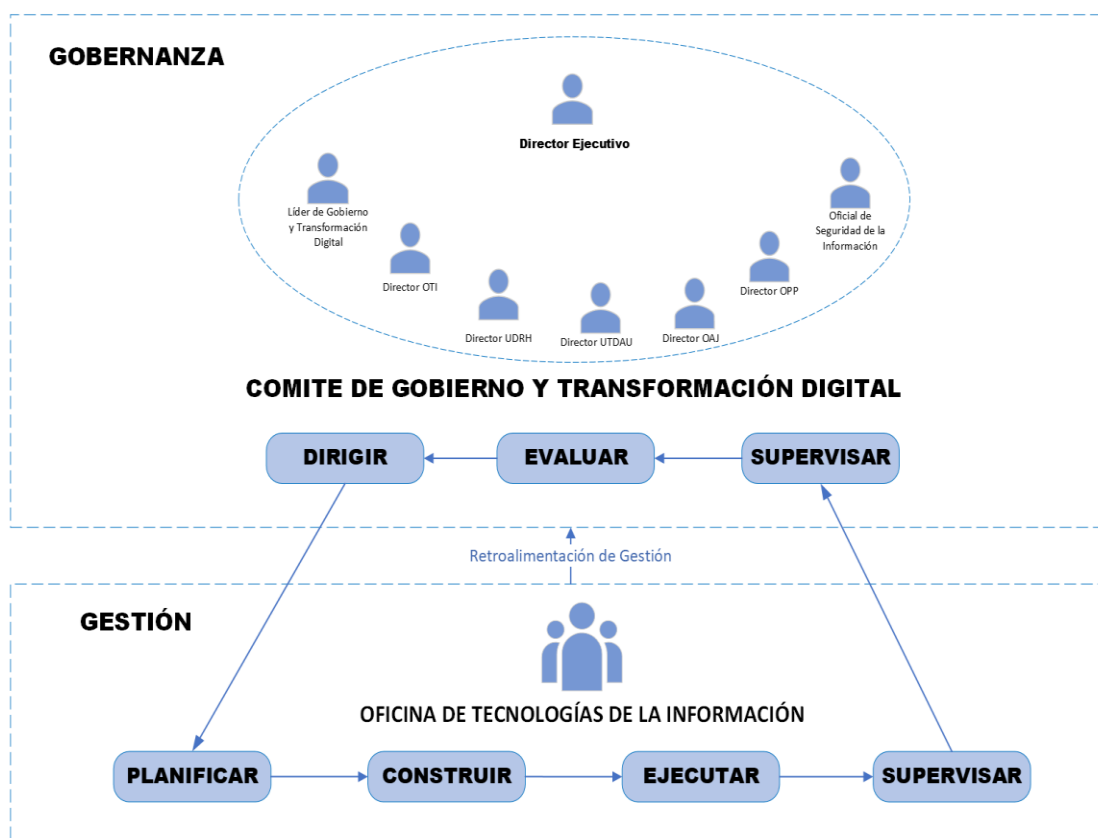 GOBERNANZA
Director Ejecutivo
Líder de Gobierno
y Transformación
Digital
Oficial de
Seguridad de la
Información
Director OTI
Director OPP
Director UDRH
Director UTDAU
Director OAJ
COMITE DE GOBIERNO Y TRANSFORMACIÓN DIGITAL
DIRIGIR
EVALUAR
SUPERVISAR
Retroalimentación de Gestión
GESTIÓN
OFICINA DE TECNOLOGÍAS DE LA INFORMACIÓN
PLANIFICAR
CONSTRUIR
EJECUTAR
SUPERVISAR